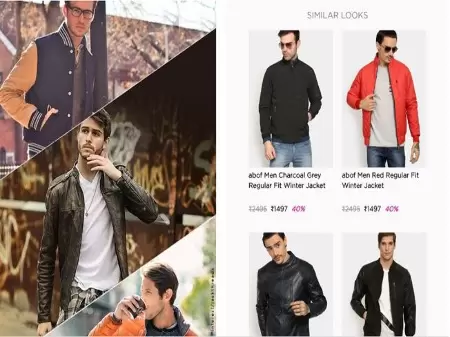 SIMILAR LOOKS
abof Men Charcoal Grey
Regular Fit Winter Jacket
₹2495 ₹1497 40%
abof Men Red Regular Fit
Winter Jacket
₹2495 ₹1497 40%